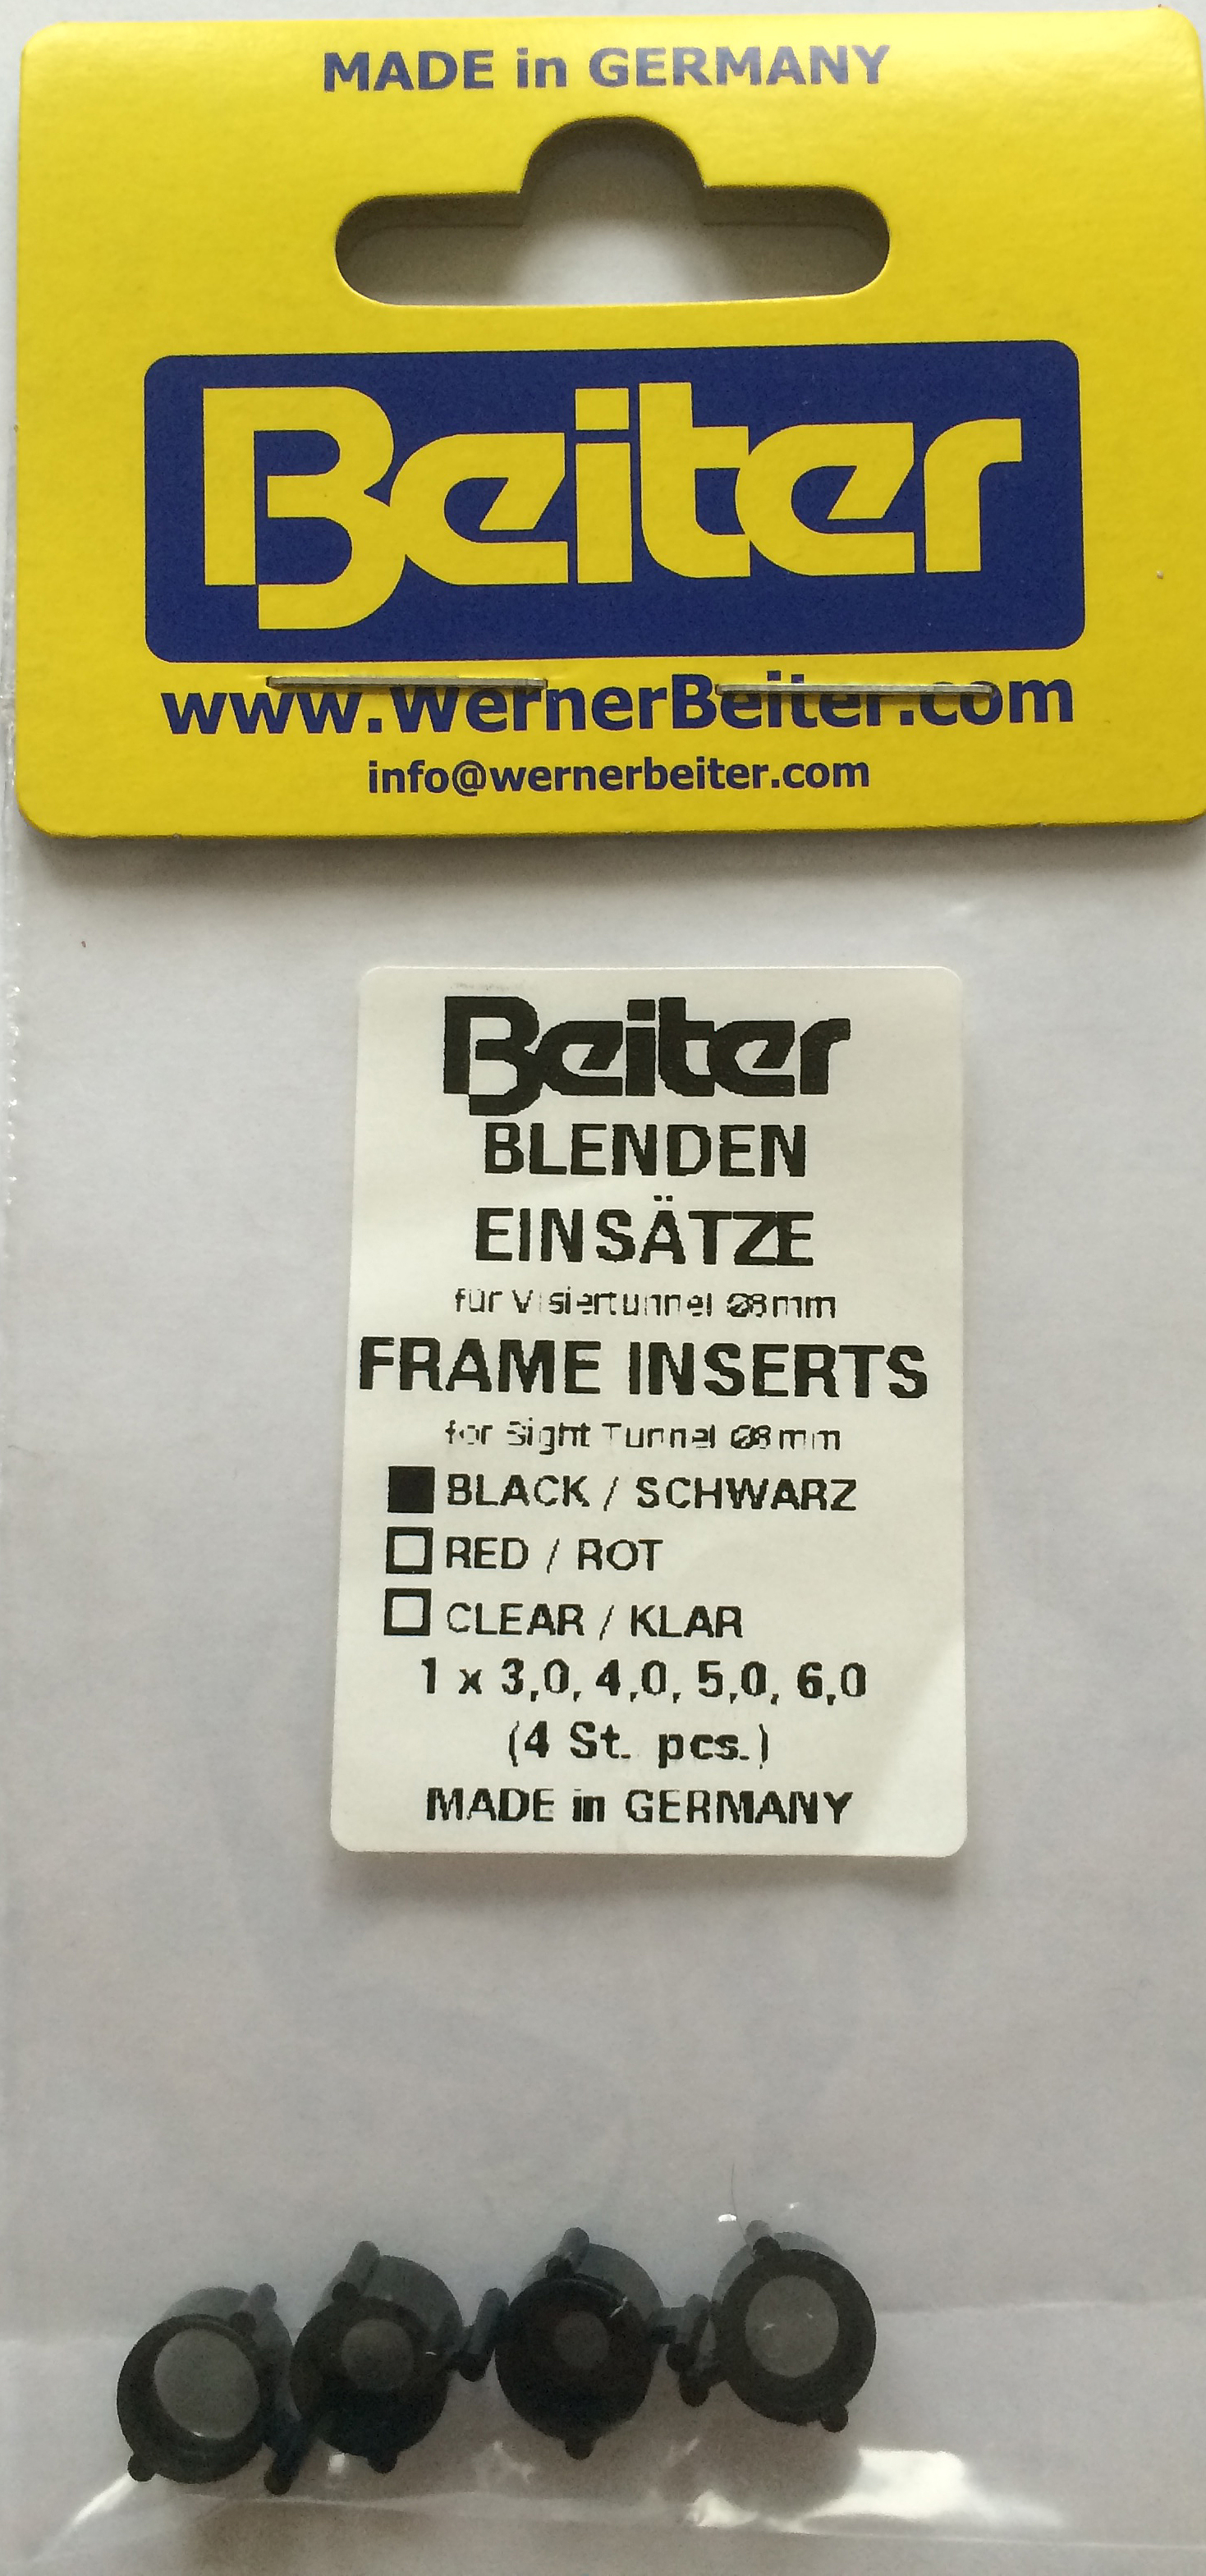 MADE in GERMANY
Beiter
www.WernerBeiter.com
info@wernerbeiter.com
Beiter
BLENDEN
EINSÄTZE
für Visiertunnel Ø8mm
FRAME INSERTS
for Sight Tunnel Ø8mm
BLACK / SCHWARZ
RED / ROT
CLEAR / KLAR
1 x 3,0, 4,0, 5,0, 6,0
(4 St. pcs.)
MADE in GERMANY